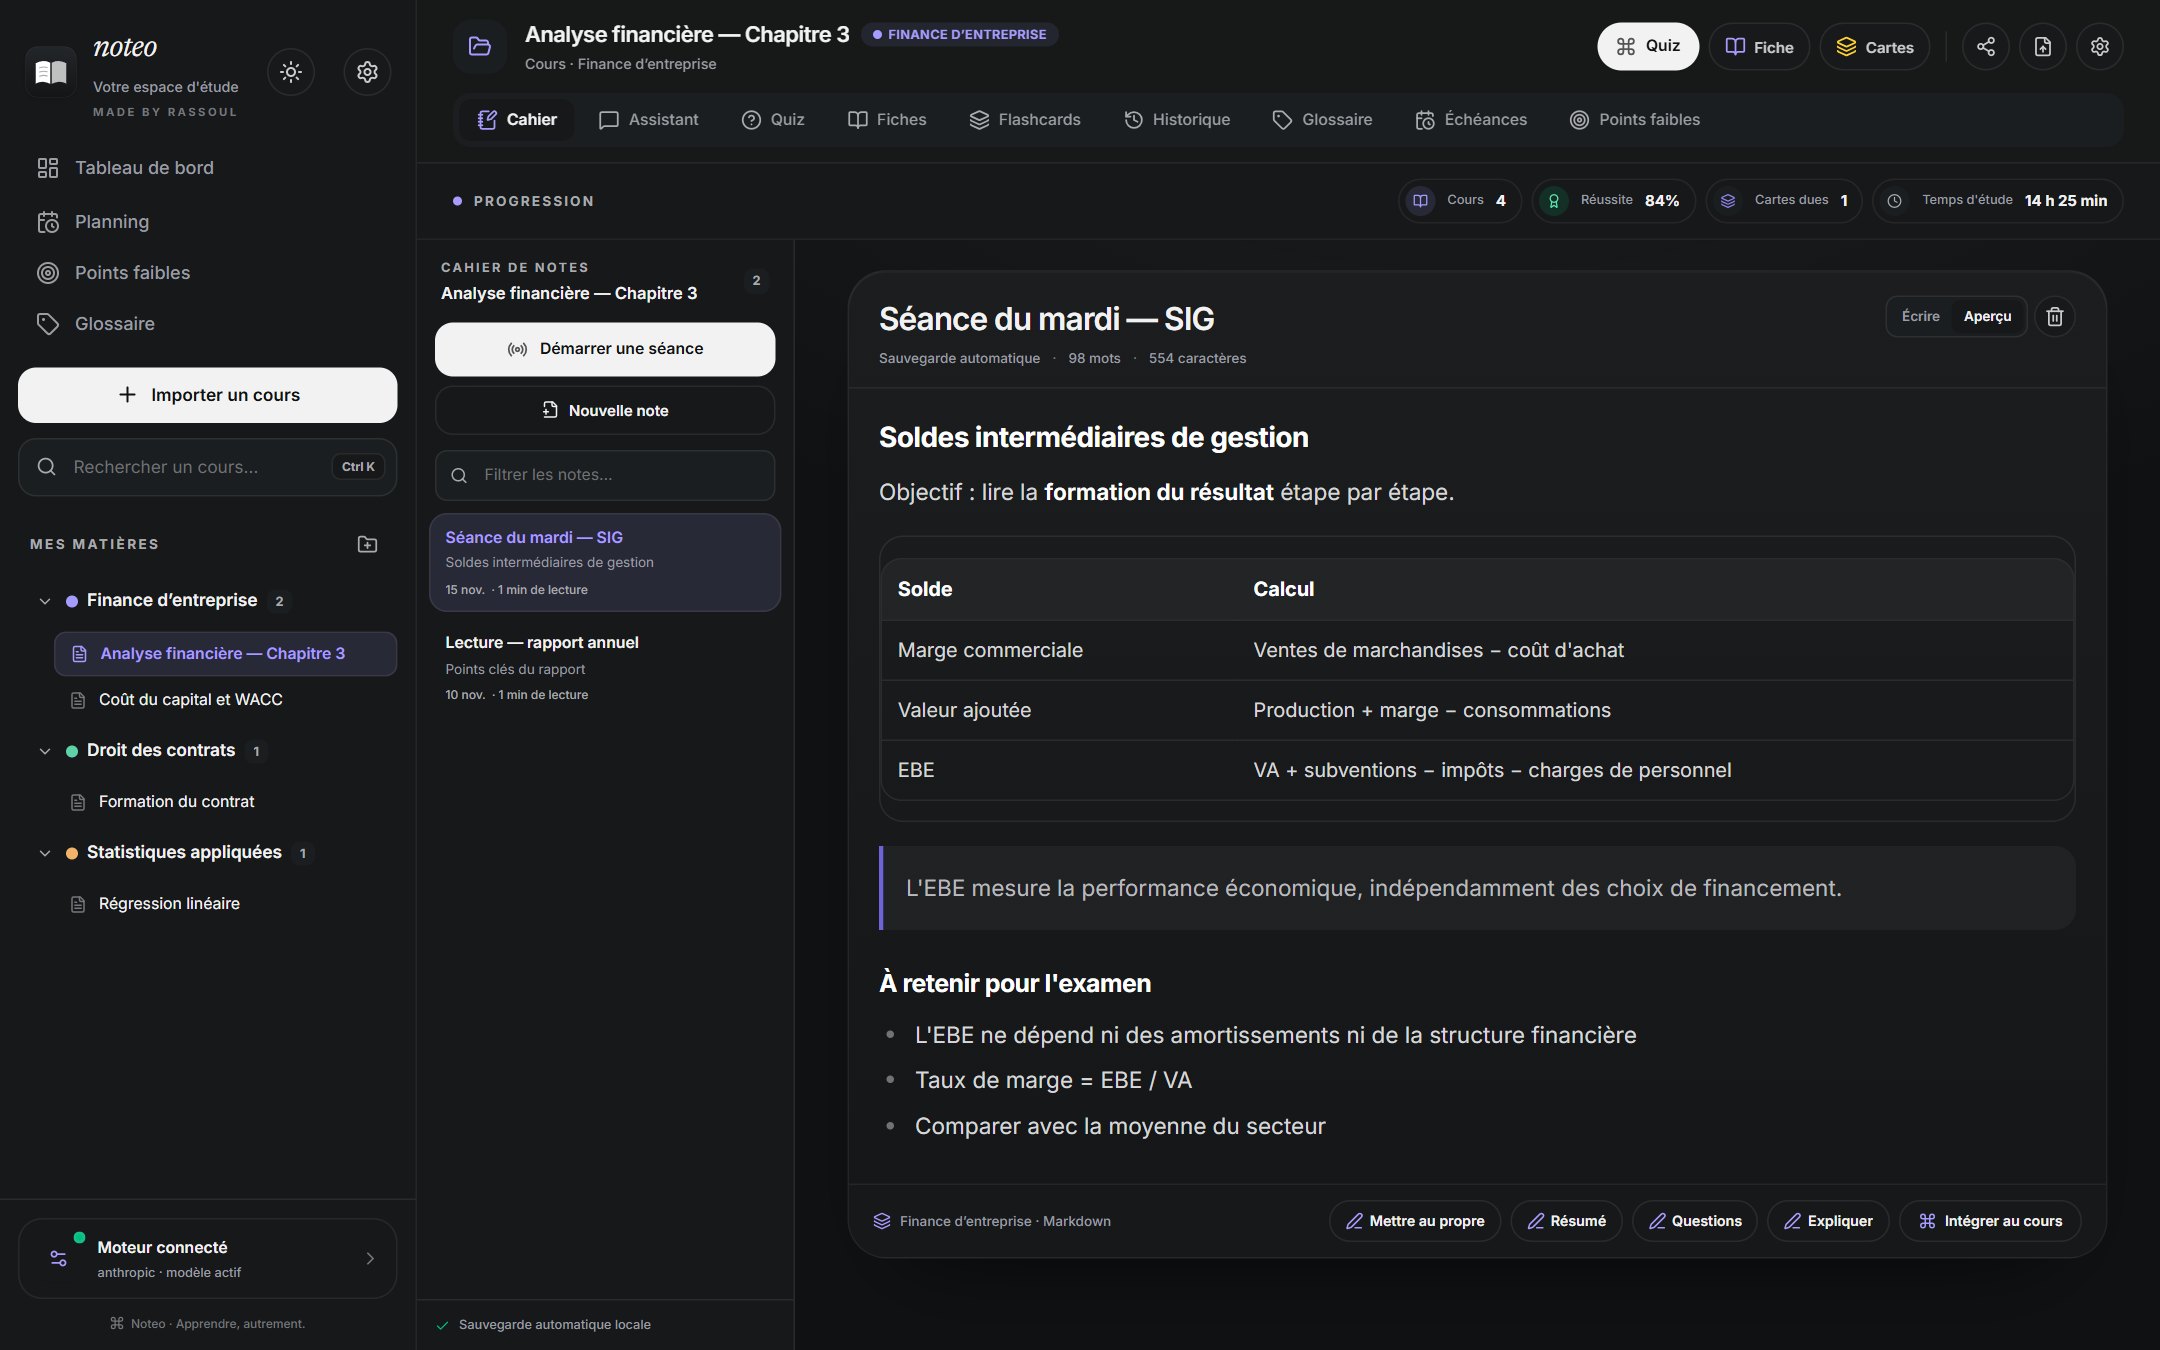 noteo
Votre espace d'étude
MADE BY RASSOUL
Tableau de bord
Planning
Points faibles
Glossaire
Importer un cours
Rechercher un cours...
Ctrl K
MES MATIÈRES
Finance d’entreprise 2
Analyse financière — Chapitre 3
Coût du capital et WACC
Droit des contrats 1
Formation du contrat
Statistiques appliquées 1
Régression linéaire
Moteur connecté
anthropic · modèle actif
Noteo · Apprendre, autrement.
Analyse financière — Chapitre 3
FINANCE D’ENTREPRISE
Cours · Finance d’entreprise
Quiz
Fiche
Cartes
Cahier
Assistant
Quiz
Fiches
Flashcards
Historique
Glossaire
Échéances
Points faibles
PROGRESSION
Cours 4
Réussite 84%
Cartes dues 1
Temps d'étude 14 h 25 min
CAHIER DE NOTES
Analyse financière — Chapitre 3
2
Démarrer une séance
Nouvelle note
Filtrer les notes...
Séance du mardi — SIG
Soldes intermédiaires de gestion
15 nov. · 1 min de lecture
Lecture — rapport annuel
Points clés du rapport
10 nov. · 1 min de lecture
Sauvegarde automatique locale
Séance du mardi — SIG
Sauvegarde automatique · 98 mots · 554 caractères
Écrire
Aperçu
Soldes intermédiaires de gestion
Objectif : lire la formation du résultat étape par étape.
Solde Calcul
Marge commerciale Ventes de marchandises − coût d'achat
Valeur ajoutée Production + marge − consommations
EBE VA + subventions − impôts − charges de personnel
L'EBE mesure la performance économique, indépendamment des choix de financement.
À retenir pour l'examen
• L'EBE ne dépend ni des amortissements ni de la structure financière
• Taux de marge = EBE / VA
• Comparer avec la moyenne du secteur
Finance d’entreprise · Markdown
Mettre au propre
Résumé
Questions
Expliquer
Intégrer au cours